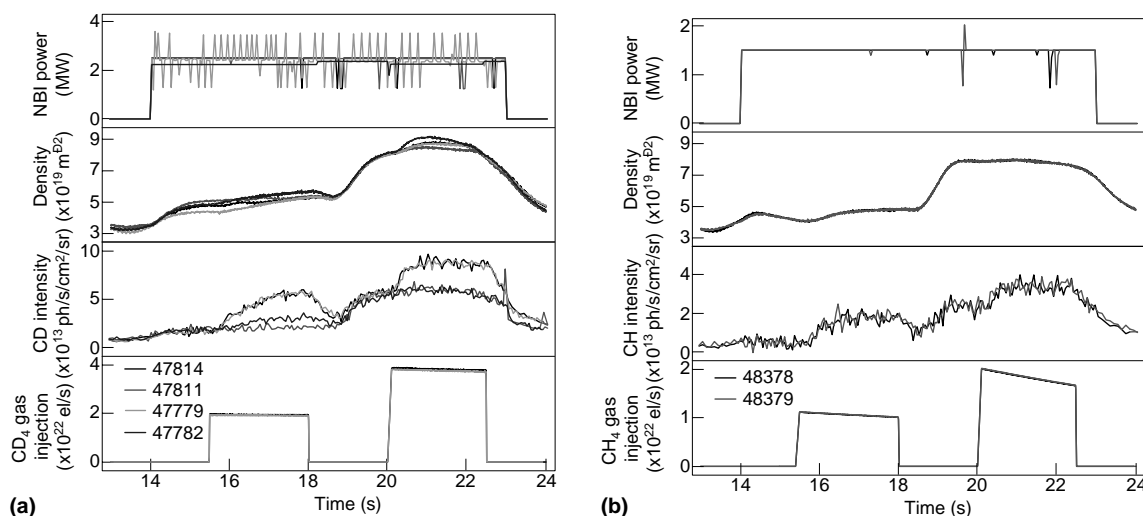 4
2
0
NBI power
(MW)
9
7
5
3
Density
(x10¹⁹ mÐ²)
10
5
0
CD intensity
(x10¹³ ph/s/cm²/sr)
47814
47811
47779
47782
4
2
0
CD₄ gas
injection
(x10²² el/s)
14 16 18 20 22 24
Time (s)
(a)
2
1
0
NBI power
(MW)
9
7
5
3
Density
(x10¹⁹ mÐ²)
4
2
0
CH intensity
(x10¹³ ph/s/cm²/sr)
48378
48379
2
1
0
CH₄ gas
injection
(x10²² el/s)
14 16 18 20 22 24
Time (s)
(b)